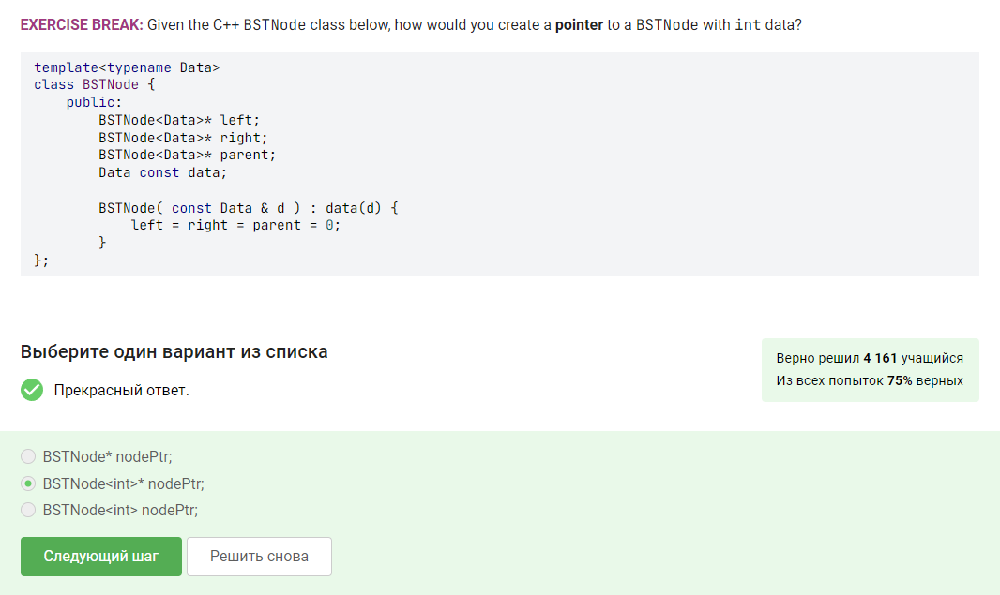 EXERCISE BREAK: Given the C++ BSTNode class below, how would you create a pointer to a BSTNode with int data?
template<typename Data>
class BSTNode {
    public:
        BSTNode<Data>* left;
        BSTNode<Data>* right;
        BSTNode<Data>* parent;
        Data const data;

        BSTNode( const Data & d ) : data(d) {
            left = right = parent = 0;
        }
};
Выберите один вариант из списка
Прекрасный ответ.
Верно решил 4 161 учащийся
Из всех попыток 75% верных
BSTNode* nodePtr;
BSTNode<int>* nodePtr;
BSTNode<int> nodePtr;
Следующий шаг
Решить снова